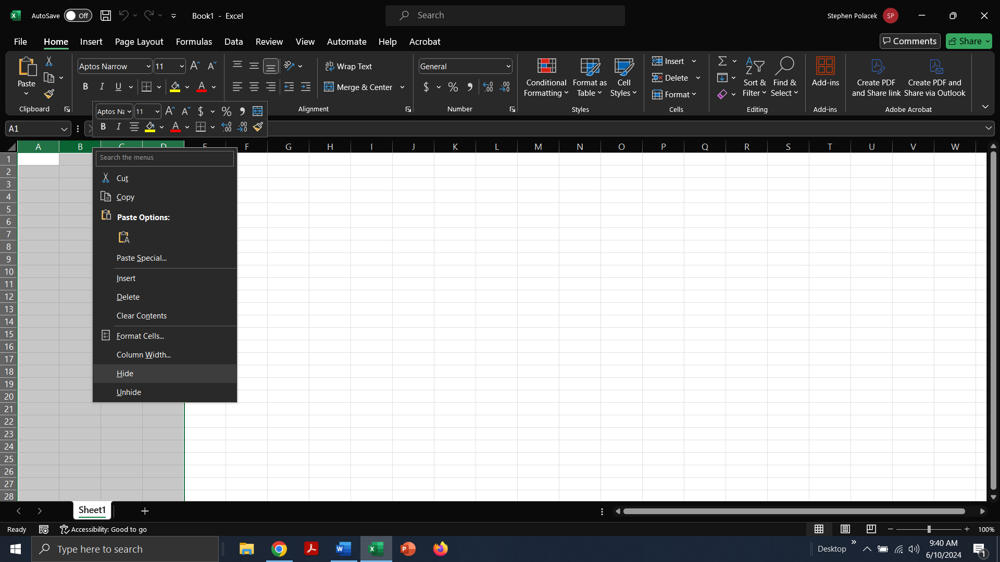 AutoSave Off Book1 - Excel Search Stephen Polacek SP
File Home Insert Page Layout Formulas Data Review View Automate Help Acrobat Comments Share
Paste
Clipboard
Aptos Narrow 11
B I U A
Wrap Text
Merge & Center
Alignment
General
$ % 9 .00
Number
Conditional Formatting
Format as Table
Cell Styles
Styles
Insert
Delete
Format
Cells
Sort & Filter
Find & Select
Editing
Add-ins
Add-ins
Create PDF and Share link
Create PDF and Share via Outlook
Adobe Acrobat
11 A A $ %
B I A .00 .00
A1
A B C D E F G H I J K L M N O P Q R S T U V W
1
2
3
4
5
6
7
8
9
10
11
12
13
14
15
16
17
18
19
20
21
22
23
24
25
26
27
28
Search the menus
Cut
Copy
Paste Options:
Paste Special...
Insert
Delete
Clear Contents
Format Cells...
Column Width...
Hide
Unhide
Sheet1
Ready Accessibility: Good to go 100%
Type here to search Desktop 9:40 AM
6/10/2024 1